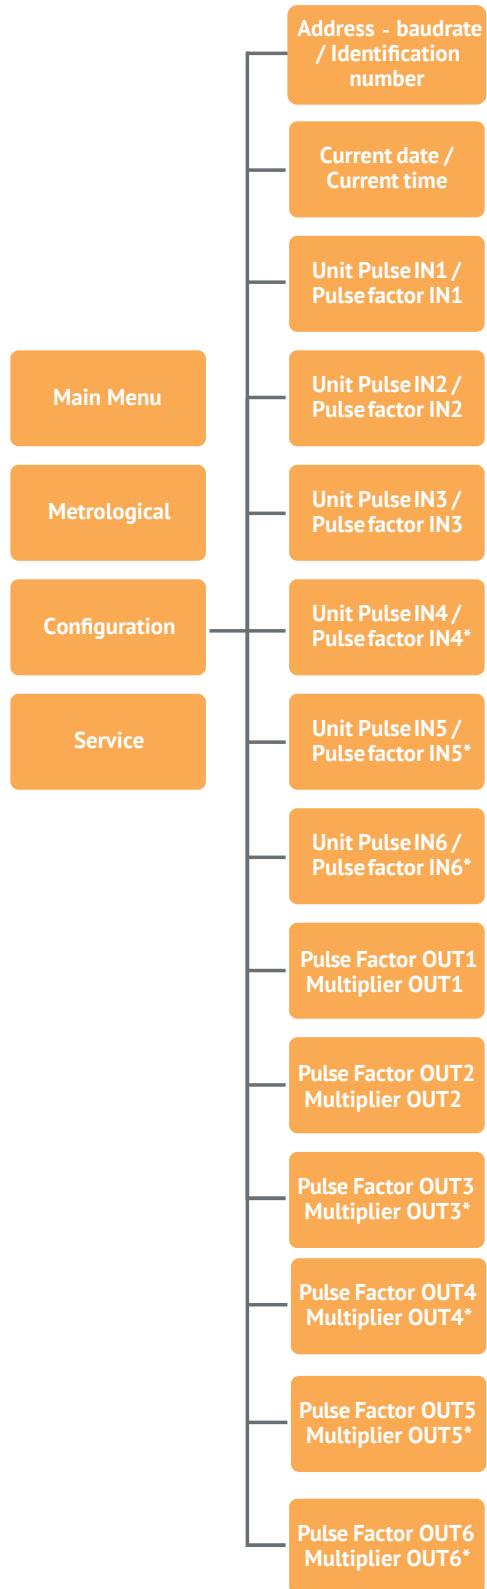 Main Menu
Metrological
Configuration
Service
Address - baudrate
/ Identification
number
Current date /
Current time
Unit Pulse IN1 /
Pulse factor IN1
Unit Pulse IN2 /
Pulse factor IN2
Unit Pulse IN3 /
Pulse factor IN3
Unit Pulse IN4 /
Pulse factor IN4*
Unit Pulse IN5 /
Pulse factor IN5*
Unit Pulse IN6 /
Pulse factor IN6*
Pulse Factor OUT1
Multiplier OUT1
Pulse Factor OUT2
Multiplier OUT2
Pulse Factor OUT3
Multiplier OUT3*
Pulse Factor OUT4
Multiplier OUT4*
Pulse Factor OUT5
Multiplier OUT5*
Pulse Factor OUT6
Multiplier OUT6*